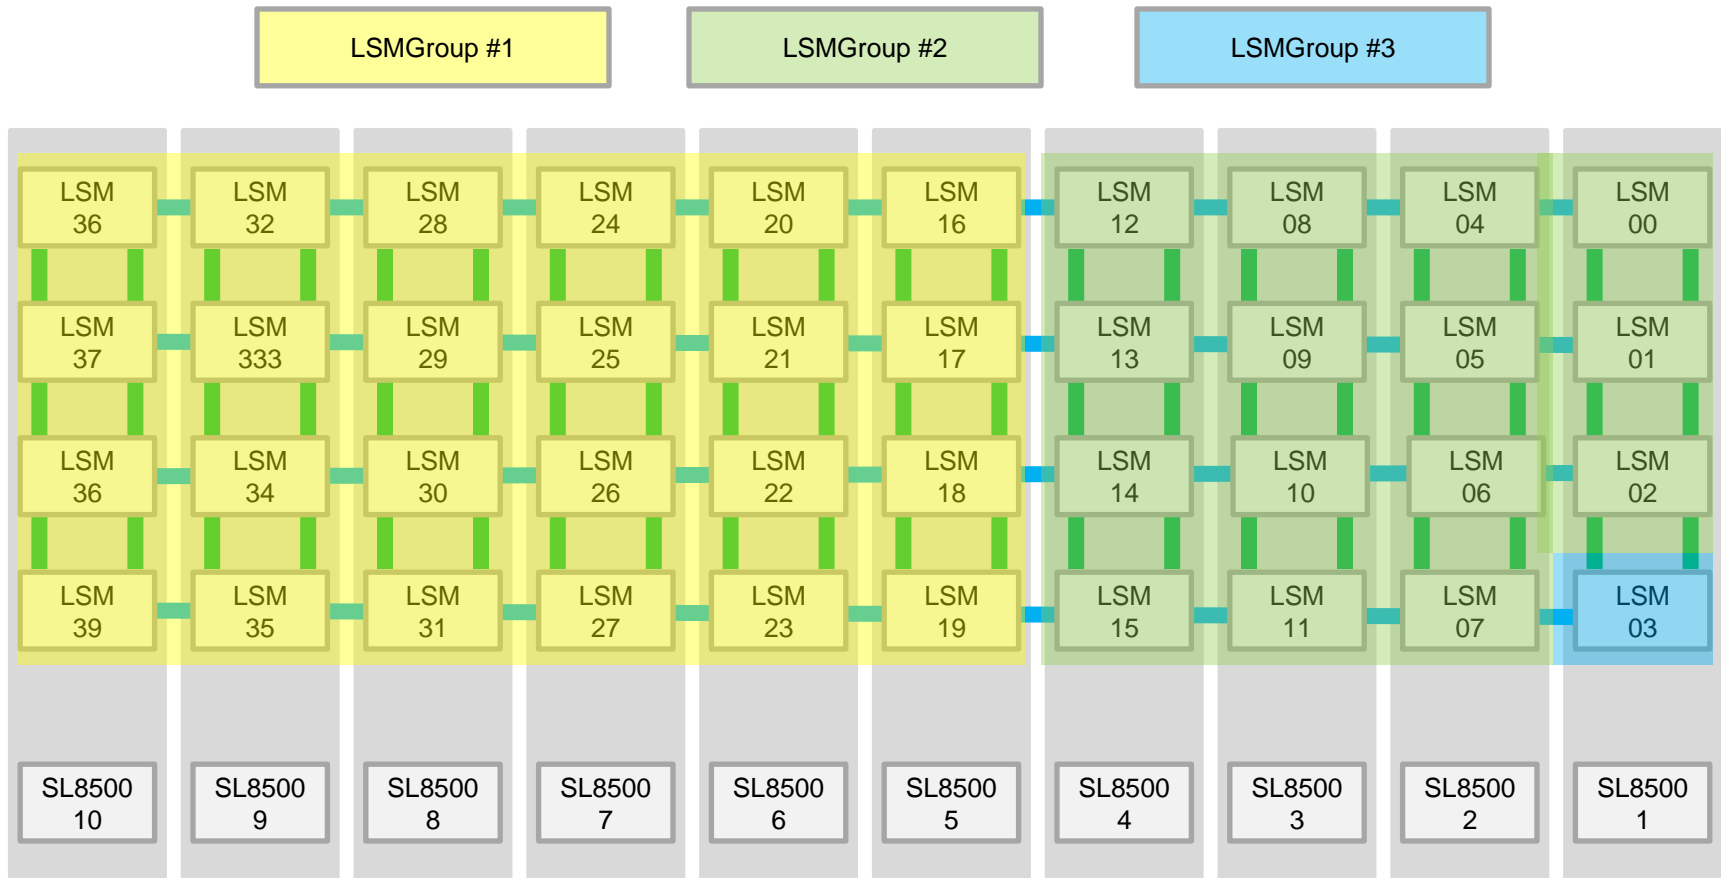 LSMGroup #1
LSMGroup #2
LSMGroup #3
LSM
36
LSM
32
LSM
28
LSM
24
LSM
20
LSM
16
LSM
12
LSM
08
LSM
04
LSM
00
LSM
37
LSM
333
LSM
29
LSM
25
LSM
21
LSM
17
LSM
13
LSM
09
LSM
05
LSM
01
LSM
36
LSM
34
LSM
30
LSM
26
LSM
22
LSM
18
LSM
14
LSM
10
LSM
06
LSM
02
LSM
39
LSM
35
LSM
31
LSM
27
LSM
23
LSM
19
LSM
15
LSM
11
LSM
07
LSM
03
SL8500
10
SL8500
9
SL8500
8
SL8500
7
SL8500
6
SL8500
5
SL8500
4
SL8500
3
SL8500
2
SL8500
1